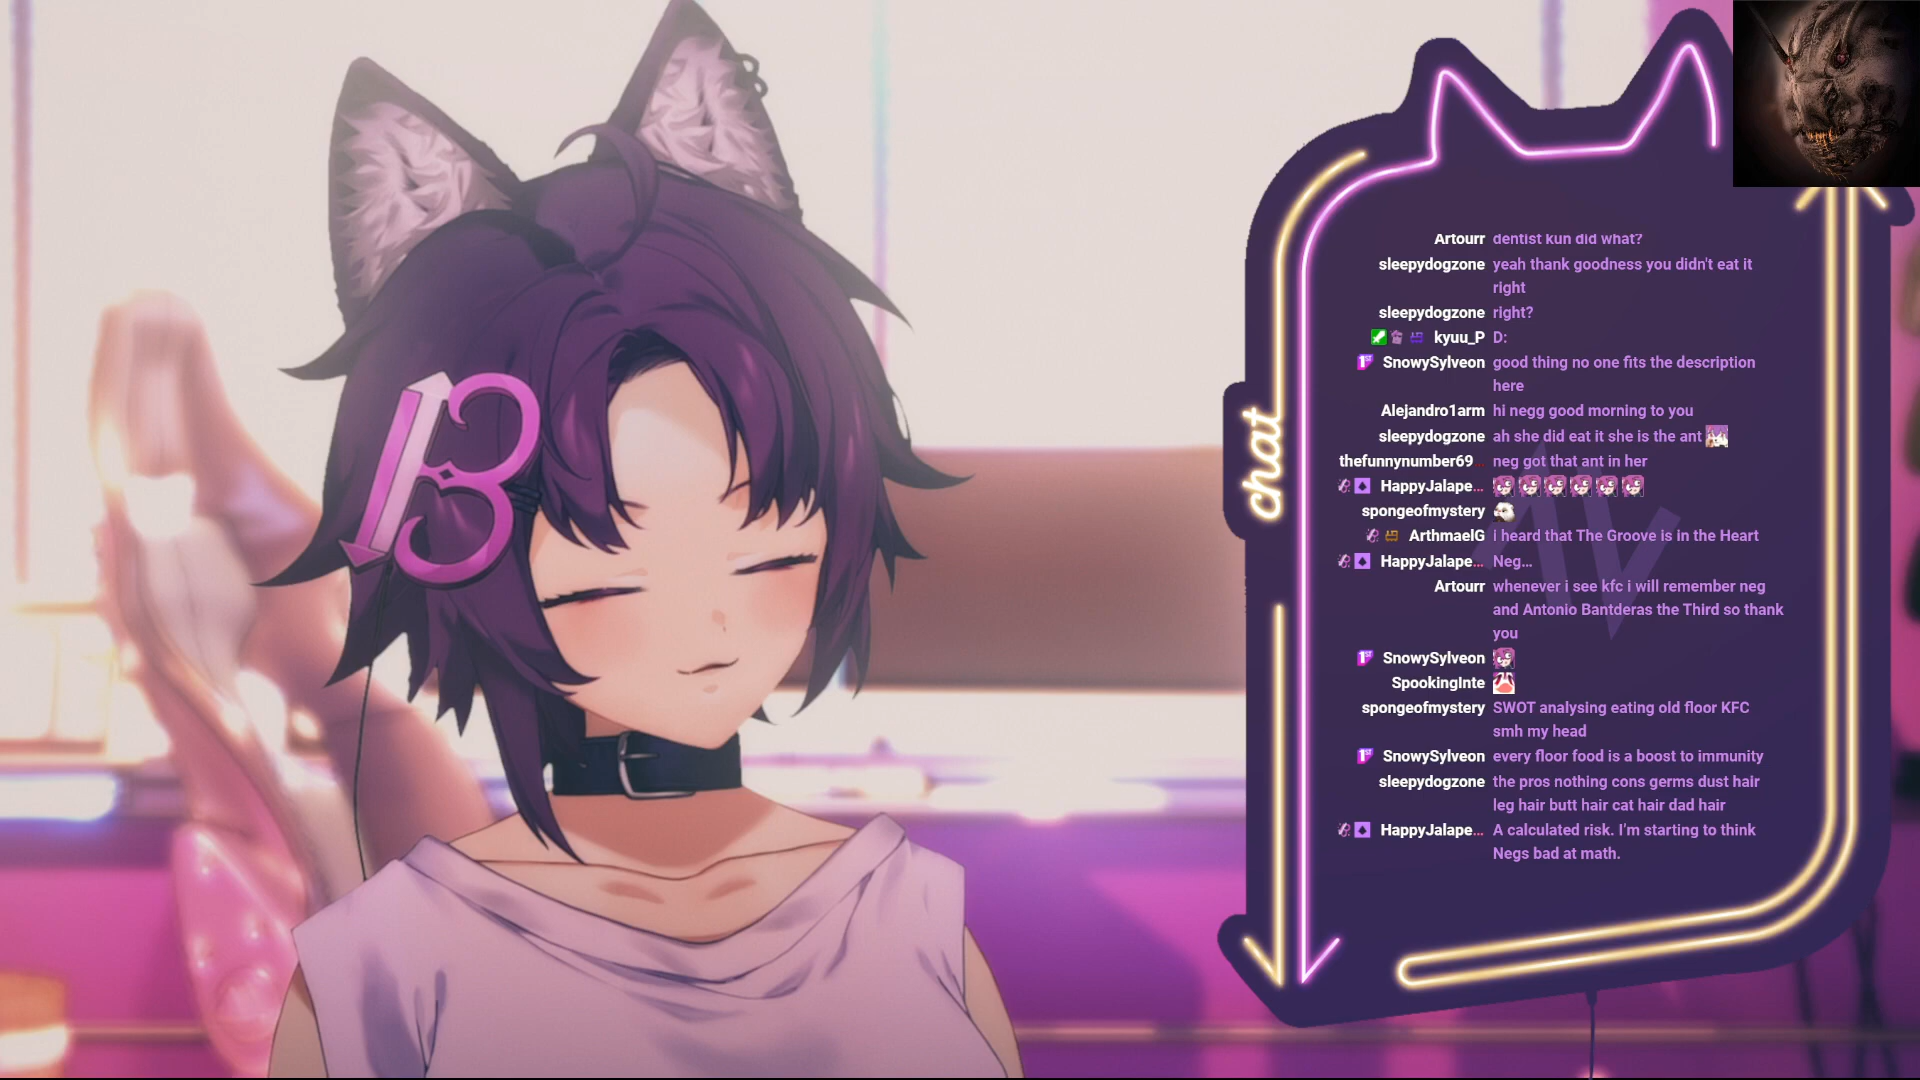 chat
Artourr dentist kun did what?
sleepydogzone yeah thank goodness you didn't eat it
right
sleepydogzone right?
kyuu_P D:
1ST SnowySylveon good thing no one fits the description
here
Alejandro1arm hi negg good morning to you
sleepydogzone ah she did eat it she is the ant
thefunnynumber69... neg got that ant in her
HappyJalape...
spongeofmystery
ArthmaelG i heard that The Groove is in the Heart
HappyJalape... Neg...
Artourr whenever i see kfc i will remember neg
and Antonio Bantderas the Third so thank
you
1ST SnowySylveon
SpookingInte
spongeofmystery SWOT analysing eating old floor KFC
smh my head
1ST SnowySylveon every floor food is a boost to immunity
sleepydogzone the pros nothing cons germs dust hair
leg hair butt hair cat hair dad hair
HappyJalape... A calculated risk. I'm starting to think
Negs bad at math.
13